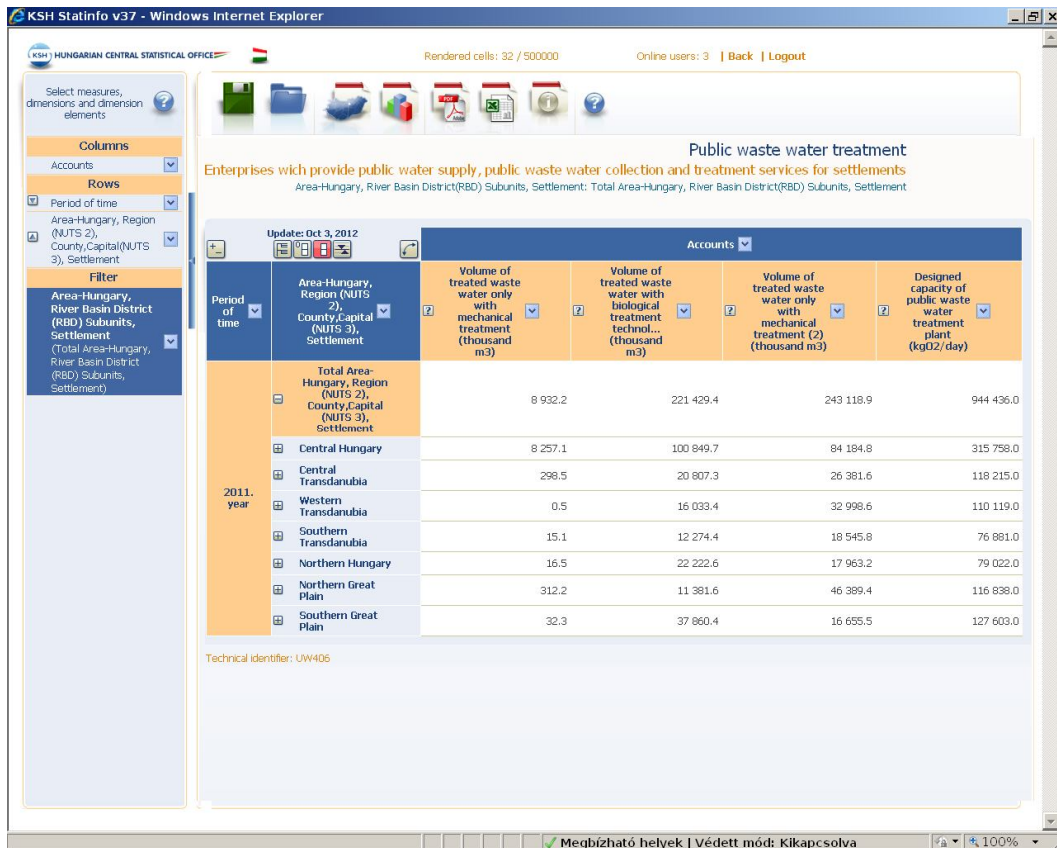 KSH Statinfo v37 - Windows Internet Explorer
KSH HUNGARIAN CENTRAL STATISTICAL OFFICE
Rendered cells: 32 / 500000
Online users: 3 | Back | Logout
Select measures,
dimensions and dimension
elements
Columns
Accounts
Rows
Period of time
Area-Hungary, Region
(NUTS 2),
County,Capital(NUTS
3), Settlement
Filter
Area-Hungary,
River Basin District
(RBD) Subunits,
Settlement
(Total Area-Hungary,
River Basin District
(RBD) Subunits,
Settlement)
Public waste water treatment
Enterprises wich provide public water supply, public waste water collection and treatment services for settlements
Area-Hungary, River Basin District(RBD) Subunits, Settlement: Total Area-Hungary, River Basin District(RBD) Subunits, Settlement
Update: Oct 3, 2012
Accounts
Period
of
time
Area-Hungary,
Region (NUTS
2),
County,Capital
(NUTS 3),
Settlement
Volume of
treated waste
water only
with
mechanical
treatment
(thousand
m3)
Volume of
treated waste
water with
biological
treatment
technol...
(thousand
m3)
Volume of
treated waste
water only
with
mechanical
treatment (2)
(thousand m3)
Designed
capacity of
public waste
water
treatment
plant
(kgO2/day)
2011.
year
Total Area-
Hungary, Region
(NUTS 2),
County,Capital
(NUTS 3),
Settlement
8 932.2 221 429.4 243 118.9 944 436.0
Central Hungary 8 257.1 100 849.7 84 184.8 315 758.0
Central
Transdanubia 298.5 20 807.3 26 381.6 118 215.0
Western
Transdanubia 0.5 16 033.4 32 998.6 110 119.0
Southern
Transdanubia 15.1 12 274.4 18 545.8 76 881.0
Northern Hungary 16.5 22 222.6 17 963.2 79 022.0
Northern Great
Plain 312.2 11 381.6 46 389.4 116 838.0
Southern Great
Plain 32.3 37 860.4 16 655.5 127 603.0
Technical identifier: UW406
Megbízható helyek | Védett mód: Kikapcsolva
100%